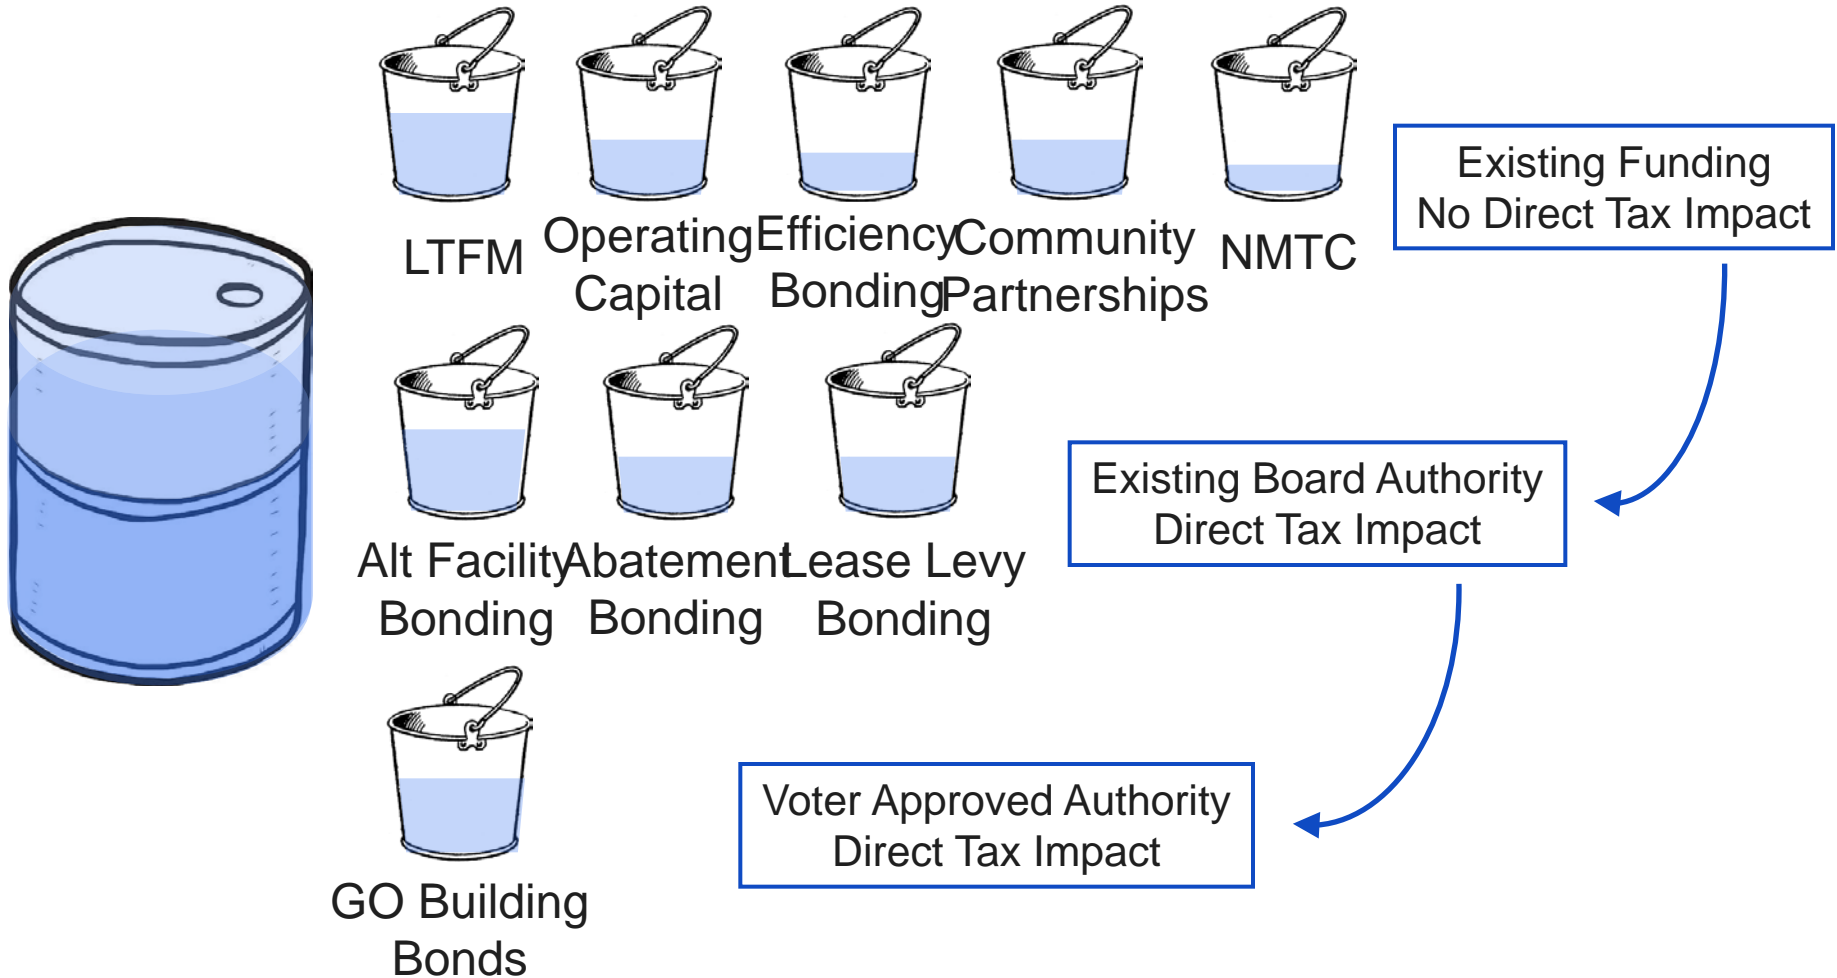 LTFM
Operating
Capital
Efficiency
Bonding
Community
Partnerships
NMTC
Existing Funding
No Direct Tax Impact
Alt Facility
Bonding
Abatement
Bonding
Lease Levy
Bonding
Existing Board Authority
Direct Tax Impact
GO Building
Bonds
Voter Approved Authority
Direct Tax Impact